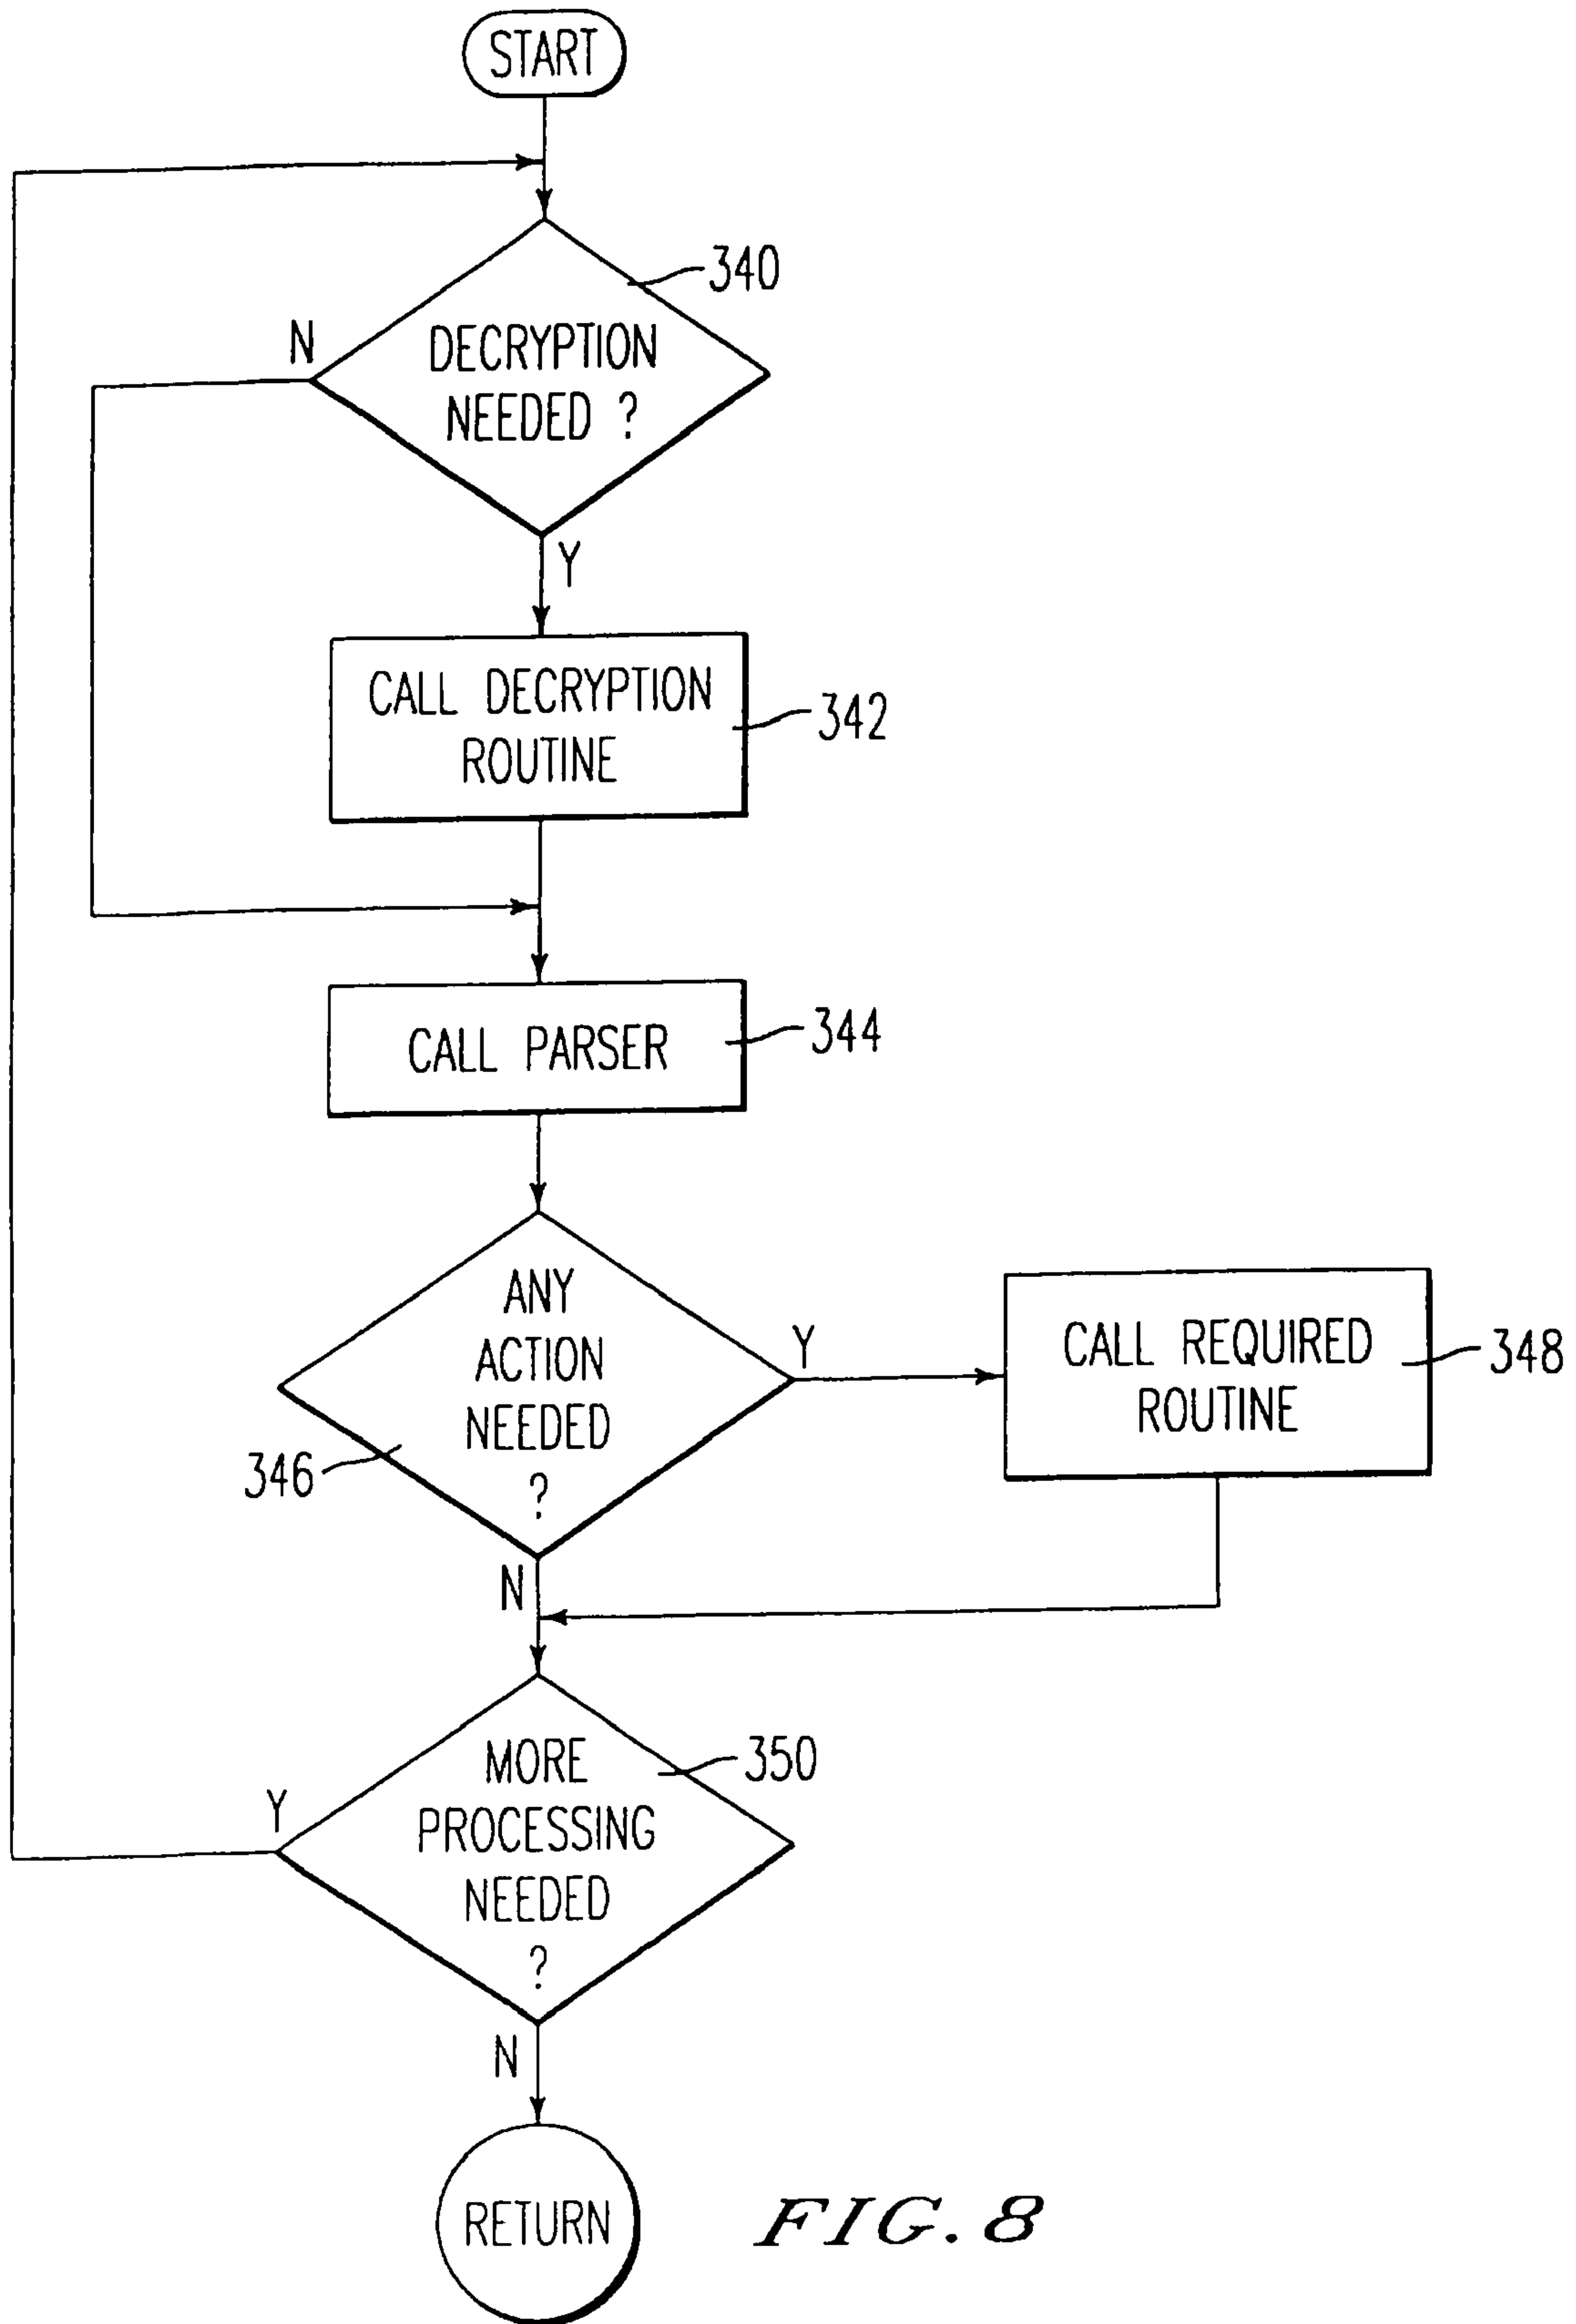 START
340
N
DECRYPTION
NEEDED ?
Y
CALL DECRYPTION
ROUTINE
342
CALL PARSER
344
ANY
ACTION
NEEDED
?
346
Y
CALL REQUIRED
ROUTINE
348
N
MORE
PROCESSING
NEEDED
?
350
Y
N
RETURN
FIG. 8